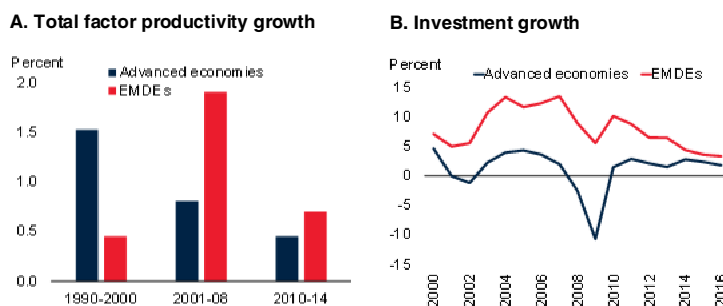 A. Total factor productivity growth
Percent
Advanced economies
EMDEs
2.0
1.5
1.0
0.5
0.0
1990-2000 2001-08 2010-14
B. Investment growth
Percent
Advanced economies EMDEs
15
10
5
0
-5
-10
-15
2000 2002 2004 2006 2008 2010 2012 2014 2016